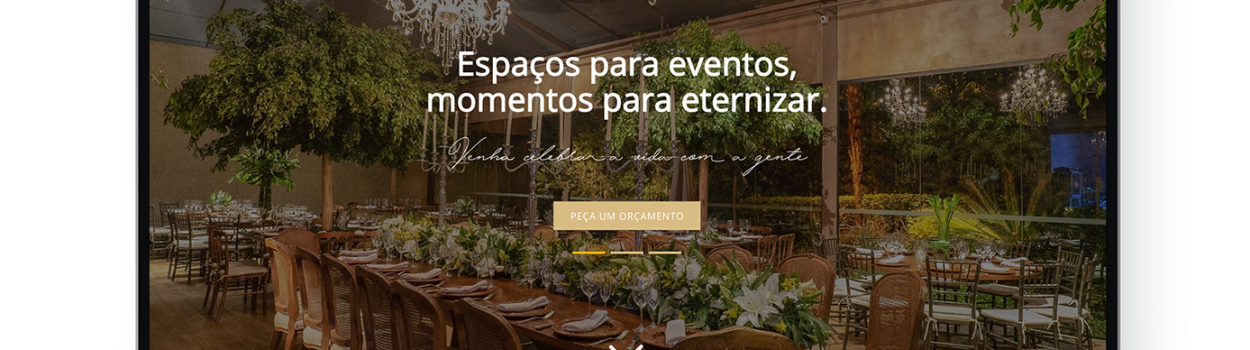 Espaços para eventos,
momentos para eternizar.
Venha celebrar a vida com a gente
PEÇA UM ORÇAMENTO